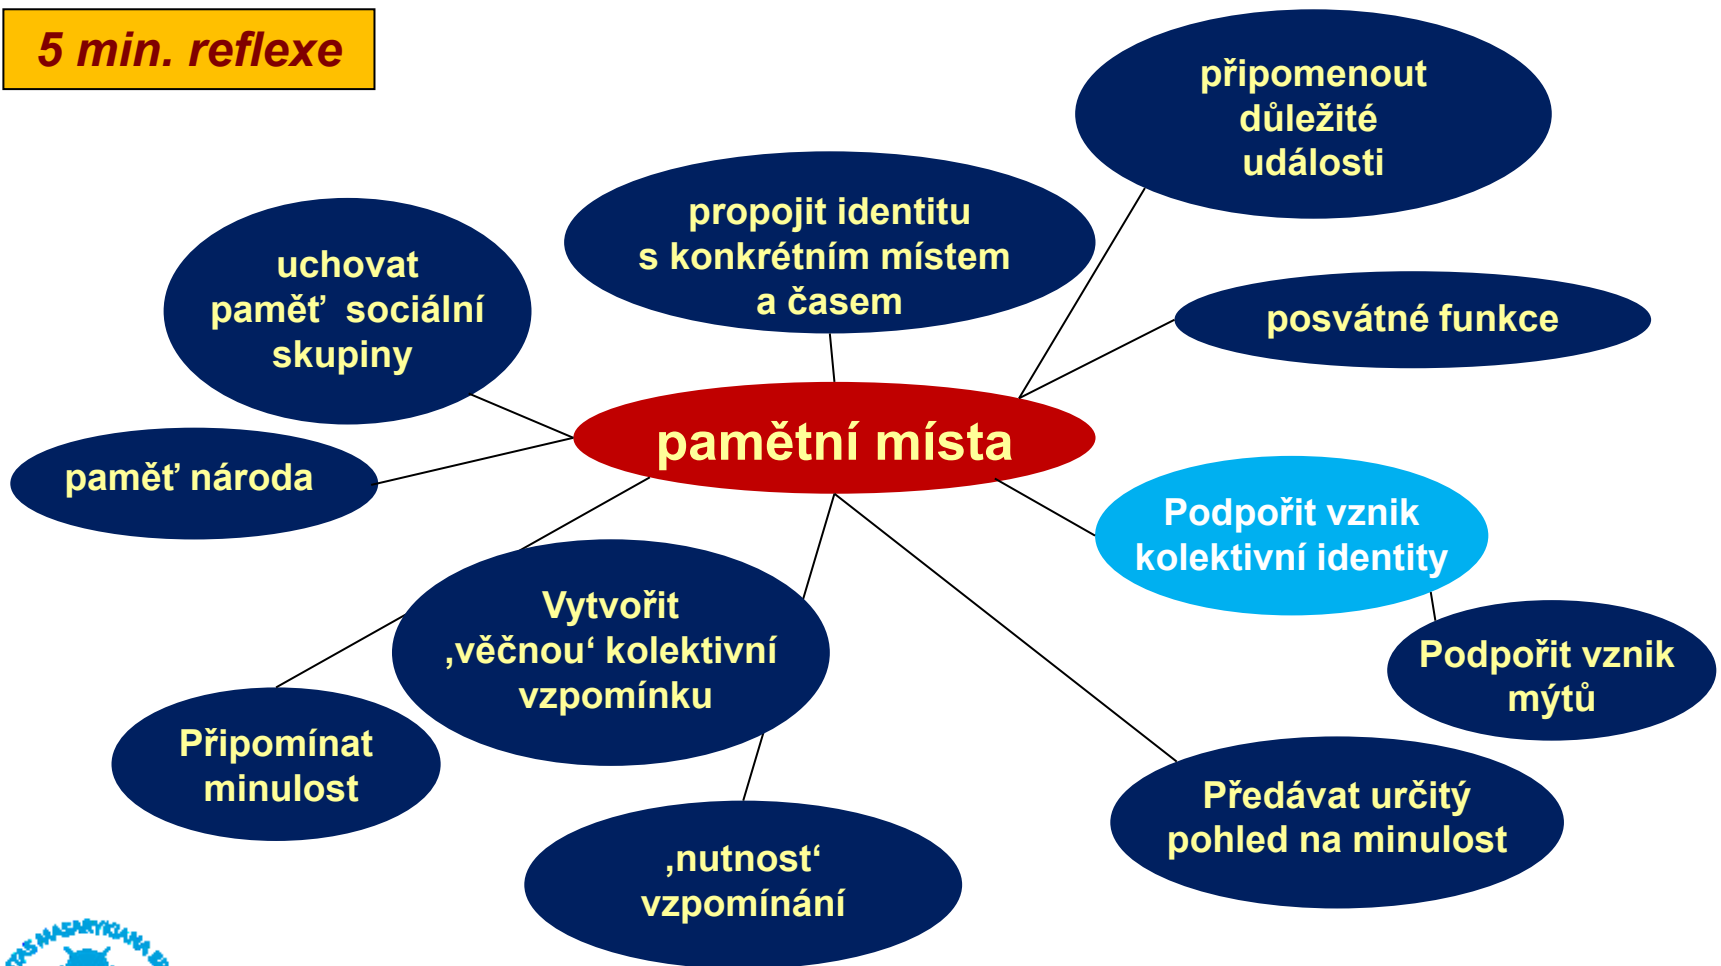 5 min. reflexe
připomenout
důležité
události
propojit identitu
s konkrétním místem
a časem
uchovat
paměť sociální
skupiny
posvátné funkce
pamětní místa
paměť národa
Podpořit vznik
kolektivní identity
Vytvořit
‚věčnou‘ kolektivní
vzpomínku
Podpořit vznik
mýtů
Připomínat
minulost
Předávat určitý
pohled na minulost
‚nutnost‘
vzpomínání
MASARYKIANA